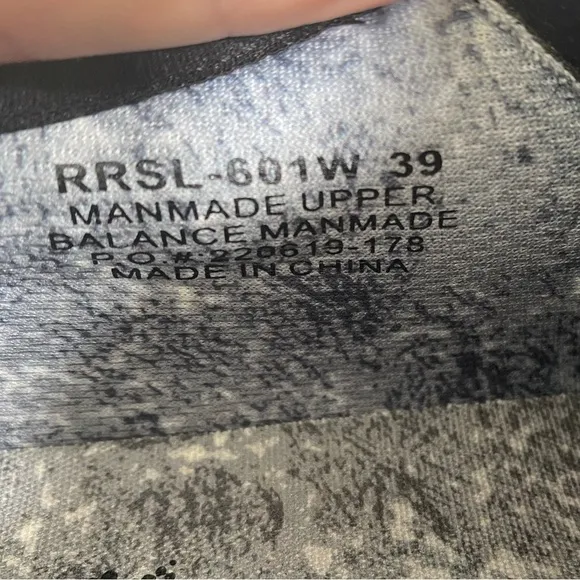 RRSL-601W 39
MANMADE UPPER
BALANCE MANMADE
P.O.#:220619-178
MADE IN CHINA